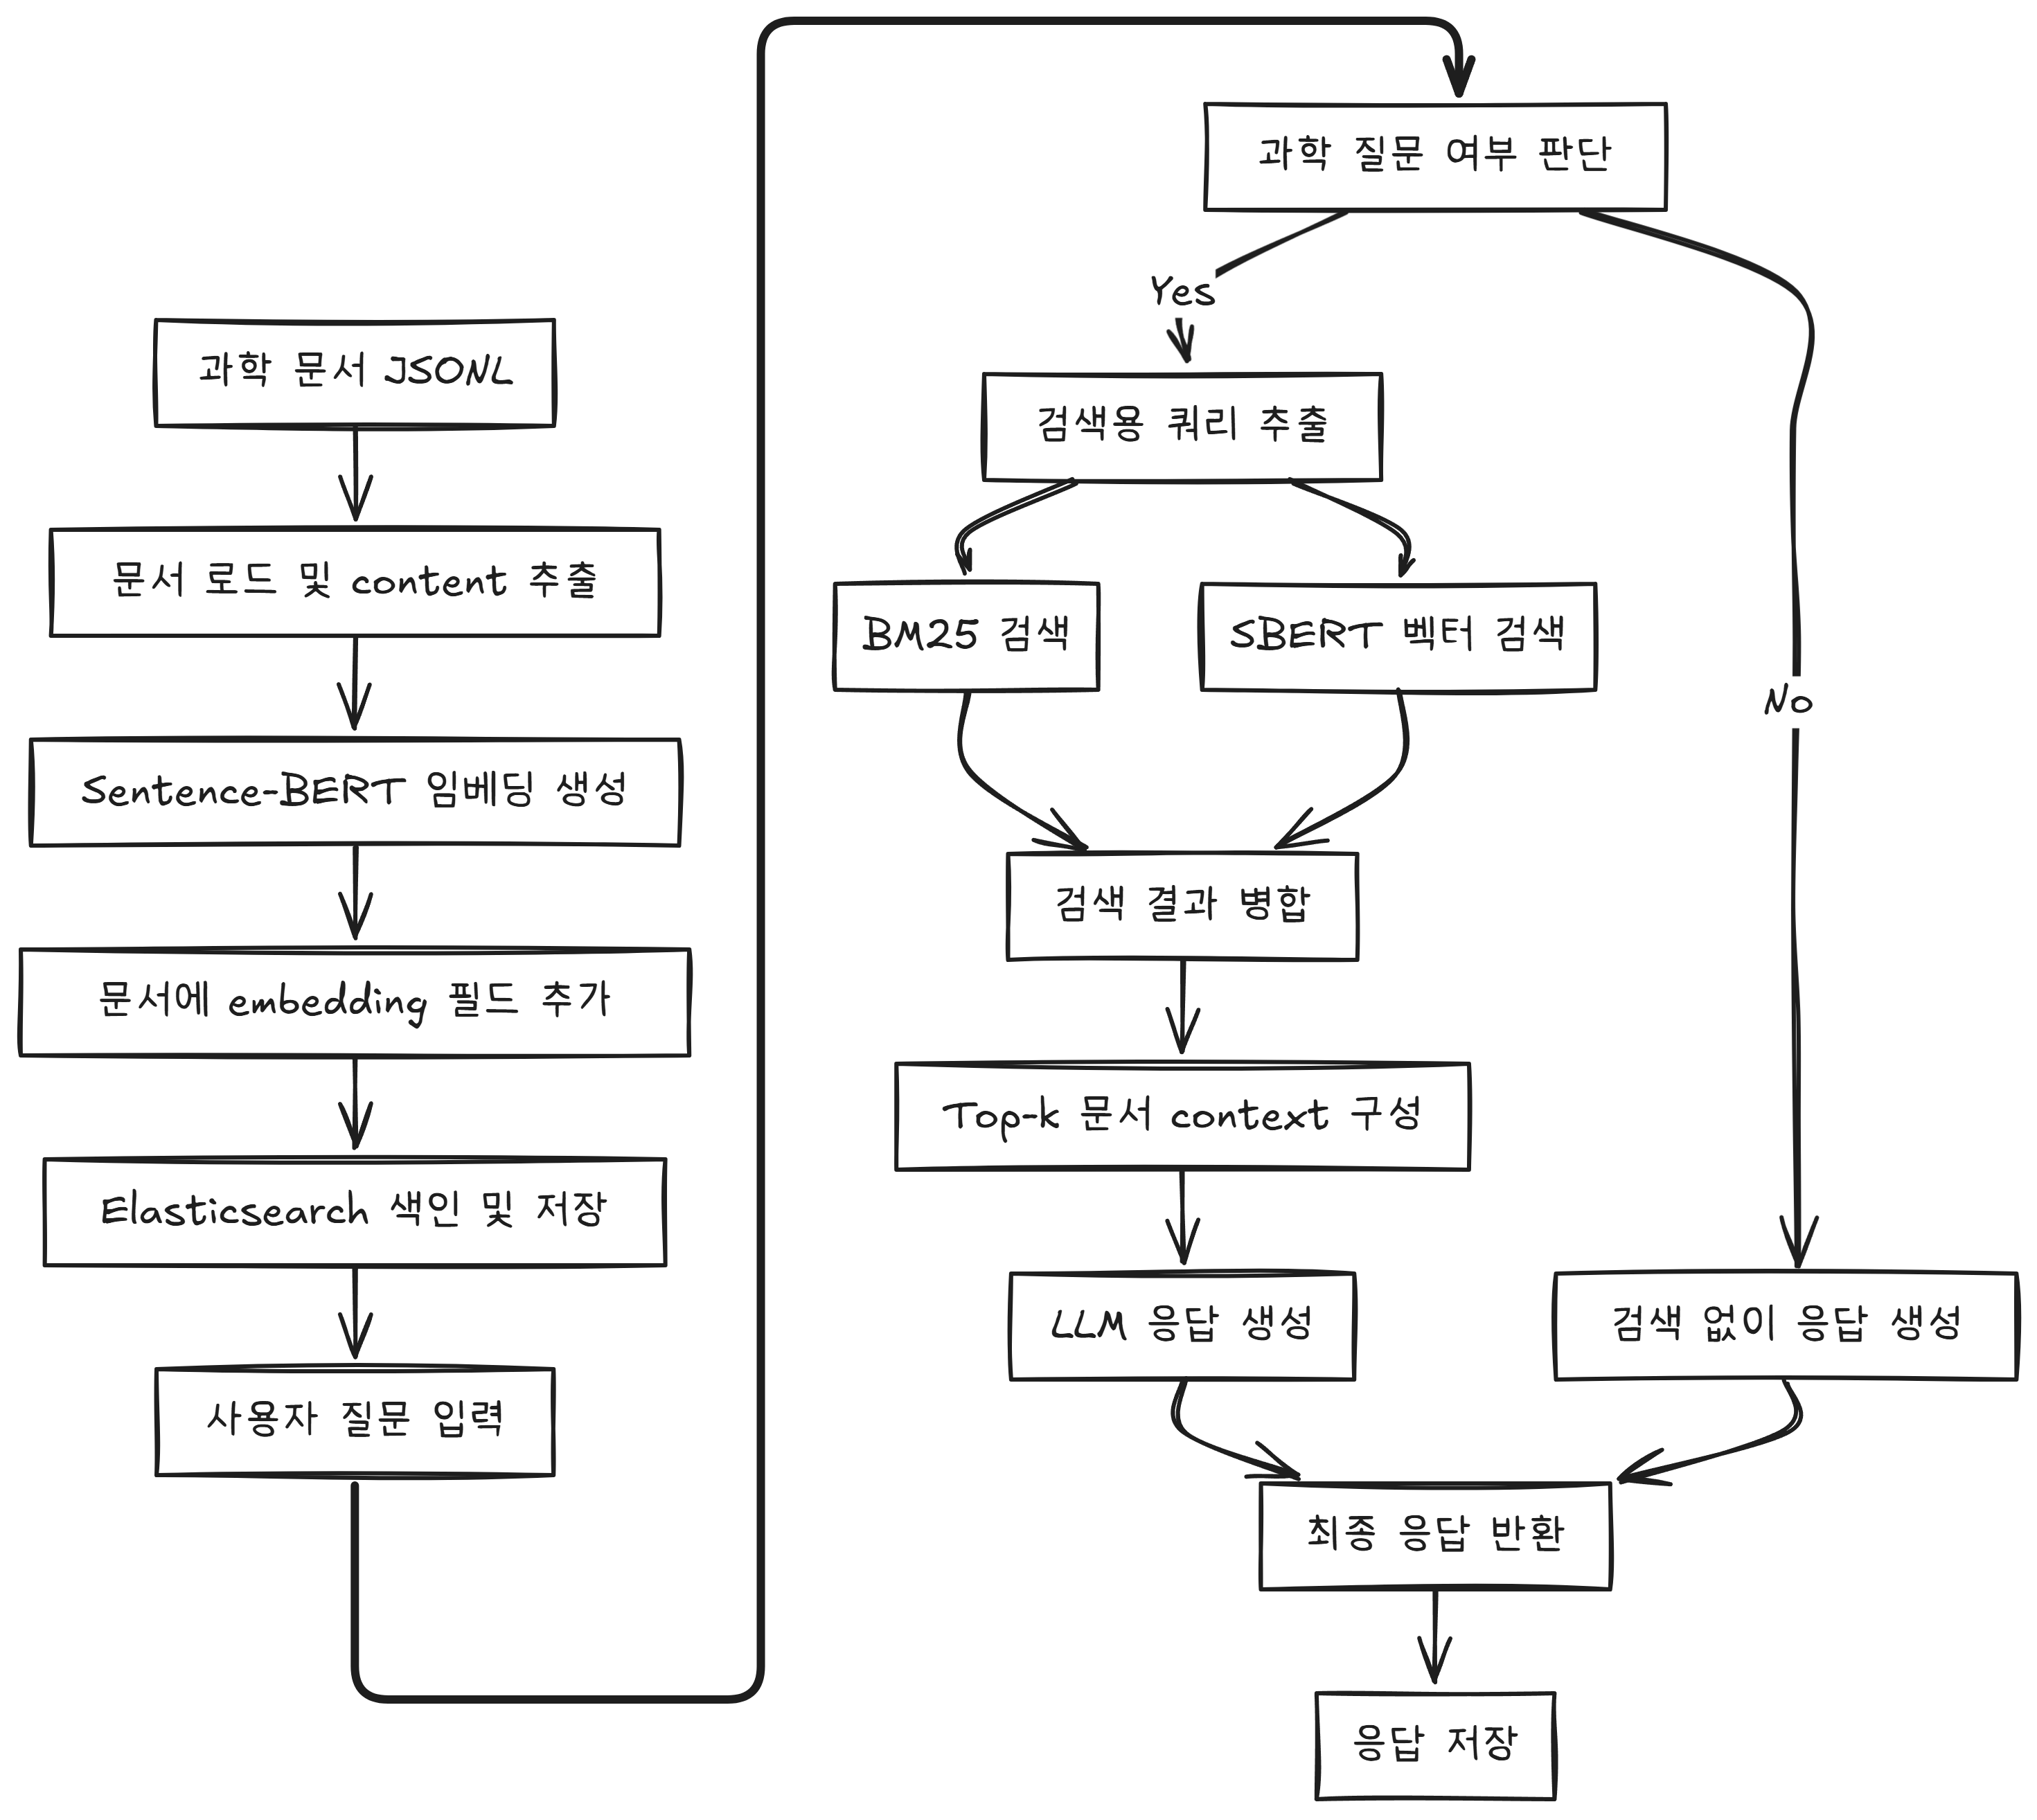 과학 문서 JSONL
문서 로드 및 content 추출
Sentence-BERT 임베딩 생성
문서에 embedding 필드 추가
Elasticsearch 색인 및 저장
사용자 질문 입력
과학 질문 여부 판단
Yes
검색용 쿼리 추출
BM25 검색
SBERT 벡터 검색
No
검색 결과 병합
Top-k 문서 context 구성
LLM 응답 생성
검색 없이 응답 생성
최종 응답 반환
응답 저장